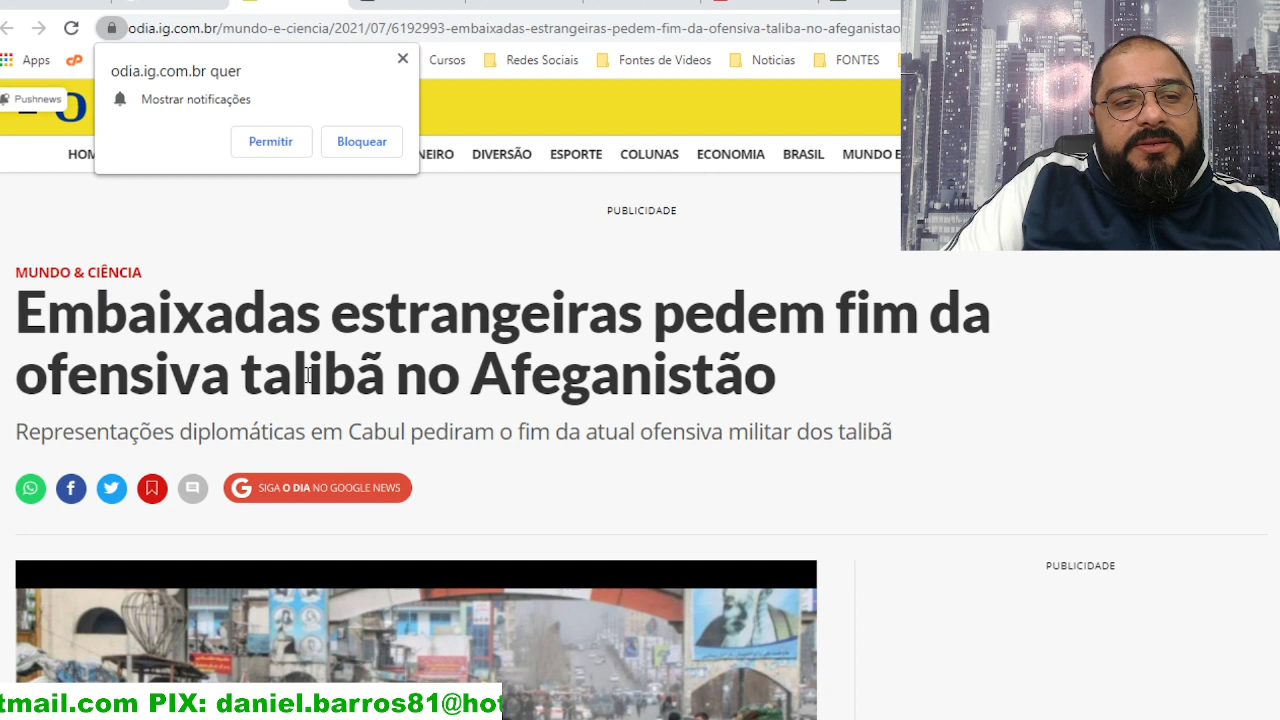 odia.ig.com.br/mundo-e-ciencia/2021/07/6192093-embaixadas-estrangeiras-pedem-fim-da-ofensiva-taliba-no-afeganistao
Apps
Cursos
Redes Sociais
Fontes de Videos
Noticias
FONTES
odia.ig.com.br quer
Mostrar notificações
Permitir
Bloquear
Pushnews
HOM
NEIRO
DIVERSÃO
ESPORTE
COLUNAS
ECONOMIA
BRASIL
MUNDO E
PUBLICIDADE
MUNDO & CIÊNCIA
Embaixadas estrangeiras pedem fim da
ofensiva talibã no Afeganistão
Representações diplomáticas em Cabul pediram o fim da atual ofensiva militar dos talibã
SIGA O DIA NO GOOGLE NEWS
PUBLICIDADE
tmail.com PIX: daniel.barros81@hot